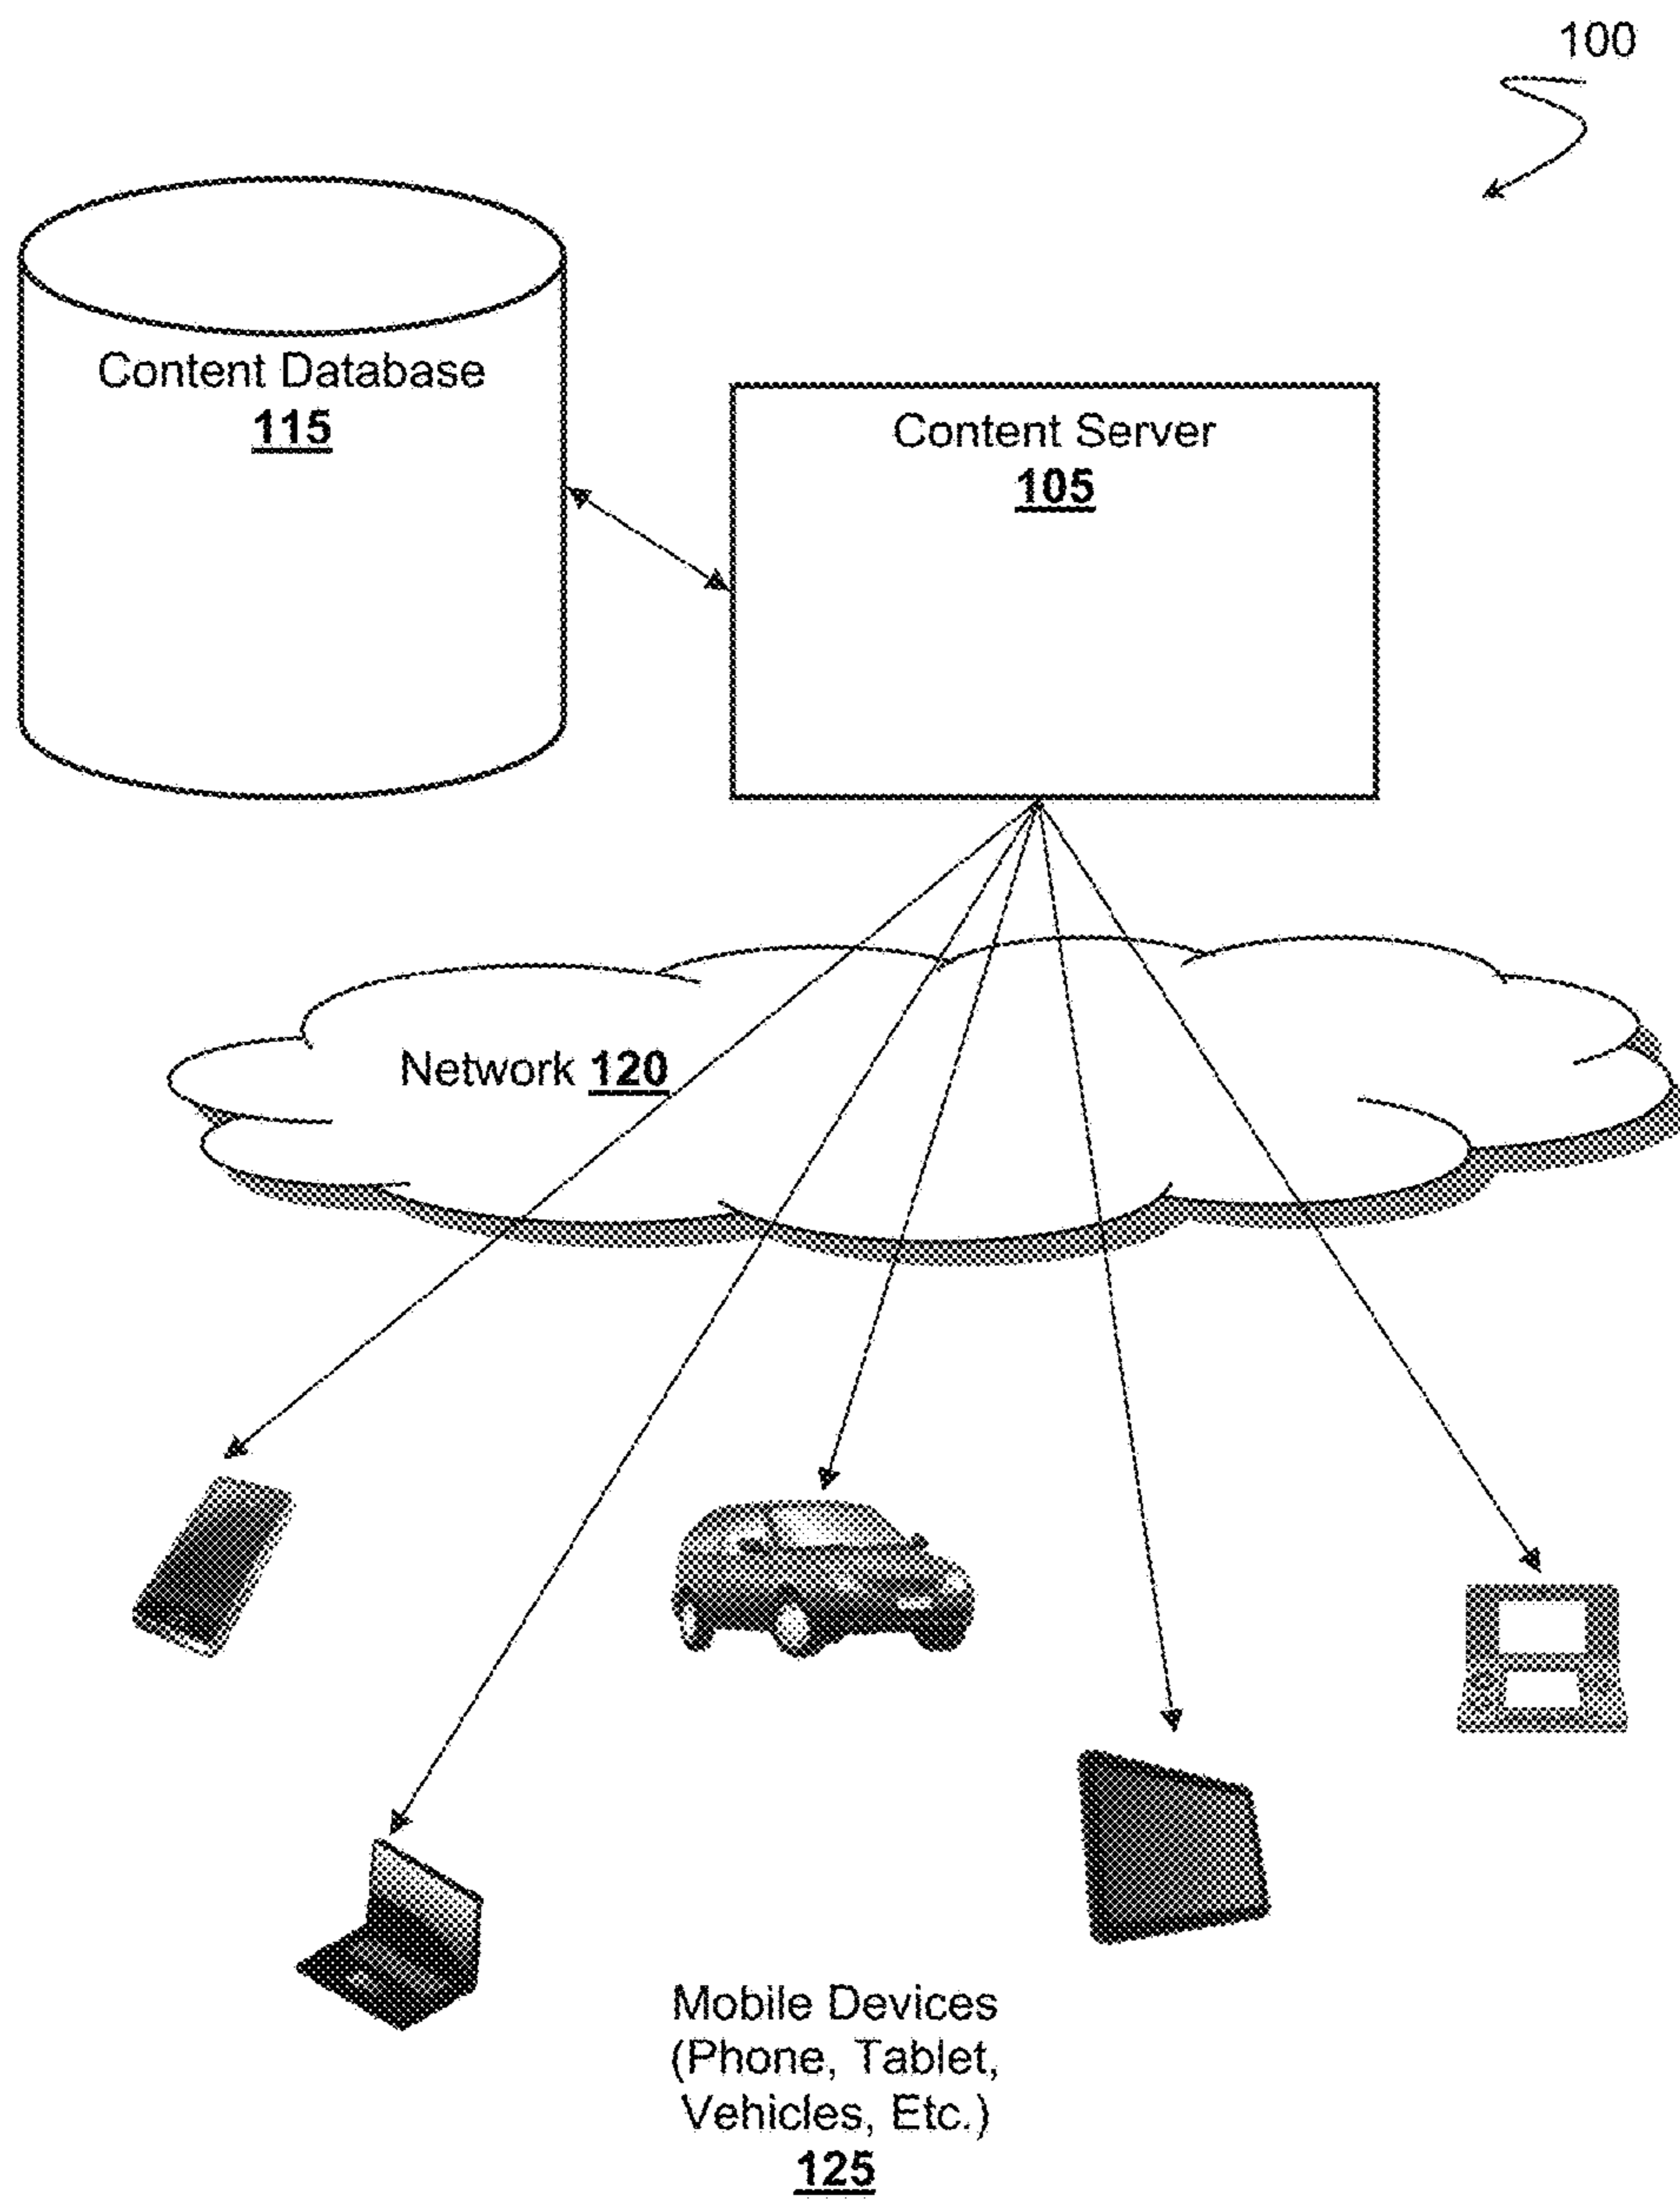 100
Content Database
115
Content Server
105
Network 120
Mobile Devices
(Phone, Tablet,
Vehicles, Etc.)
125